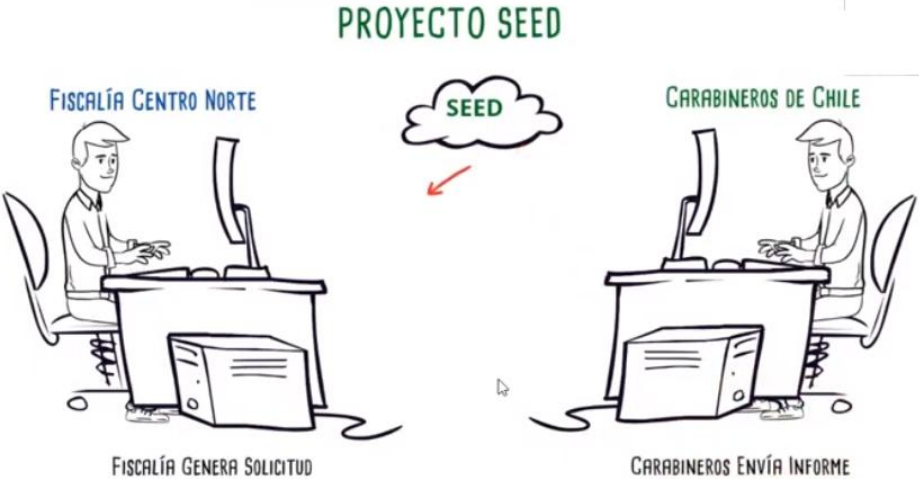 PROYECTO SEED
FISCALÍA CENTRO NORTE
SEED
CARABINEROS DE CHILE
FISCALÍA GENERA SOLICITUD
CARABINEROS ENVÍA INFORME